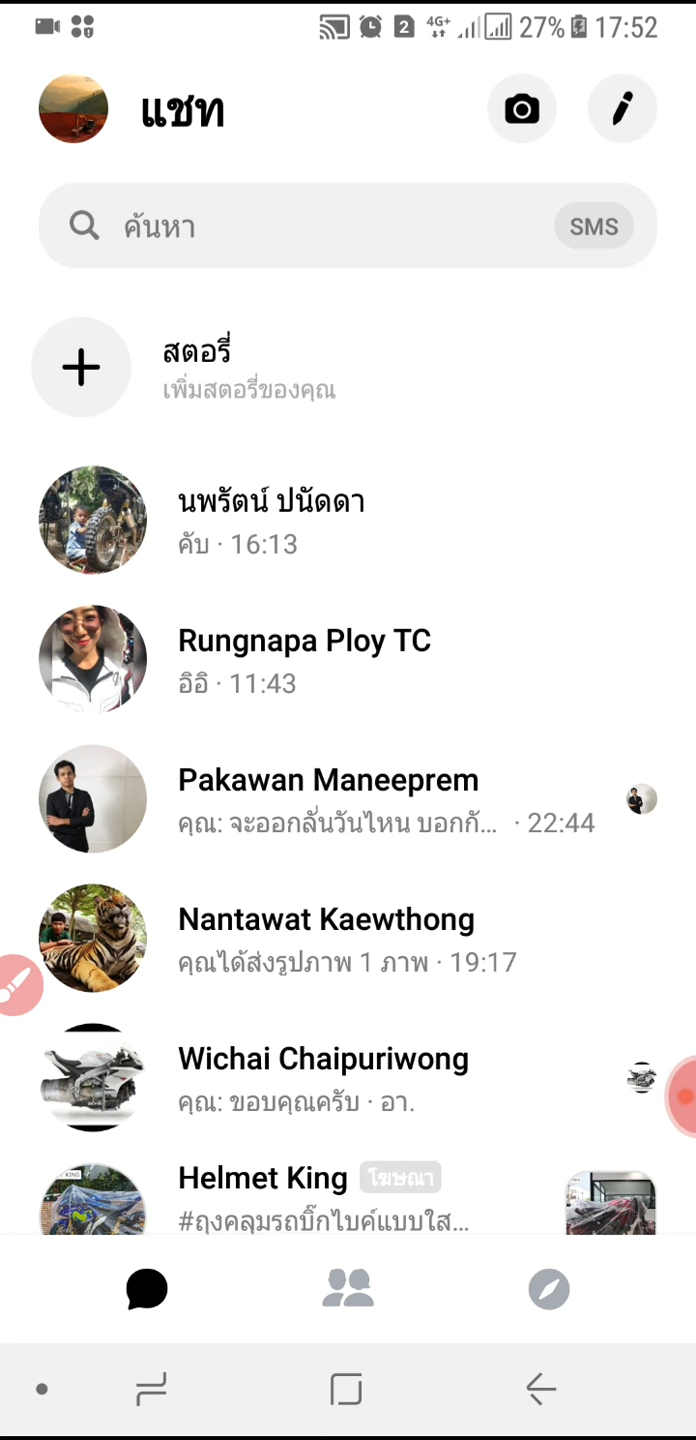 4G+
2
27%
17:52
แชท
ค้นหา
SMS
สตอรี่
เพิ่มสตอรี่ของคุณ
นพรัตน์ ปนัดดา
คับ · 16:13
Rungnapa Ploy TC
อิอิ · 11:43
Pakawan Maneeprem
คุณ: จะออกลั่นวันไหน บอกกั... · 22:44
Nantawat Kaewthong
คุณได้ส่งรูปภาพ 1 ภาพ · 19:17
Wichai Chaipuriwong
คุณ: ขอบคุณครับ · อา.
Helmet King โฆษณา
#ถุงคลุมรถบิ๊กไบค์แบบใส...
KING